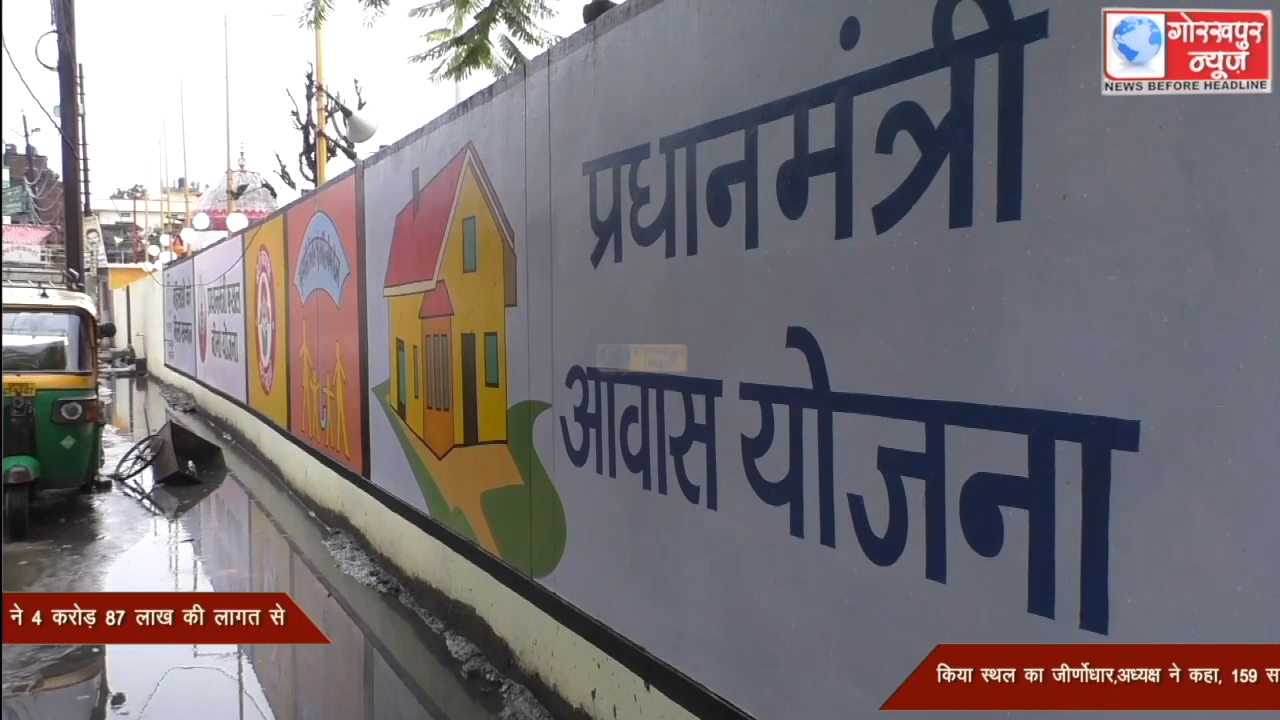 गोरखपुर
न्यूज़
NEWS BEFORE HEADLINE
प्रधानमंत्री
आवास योजना
ने 4 करोड़ 87 लाख की लागत से
किया स्थल का जीर्णोधार,अध्यक्ष ने कहा, 159 स